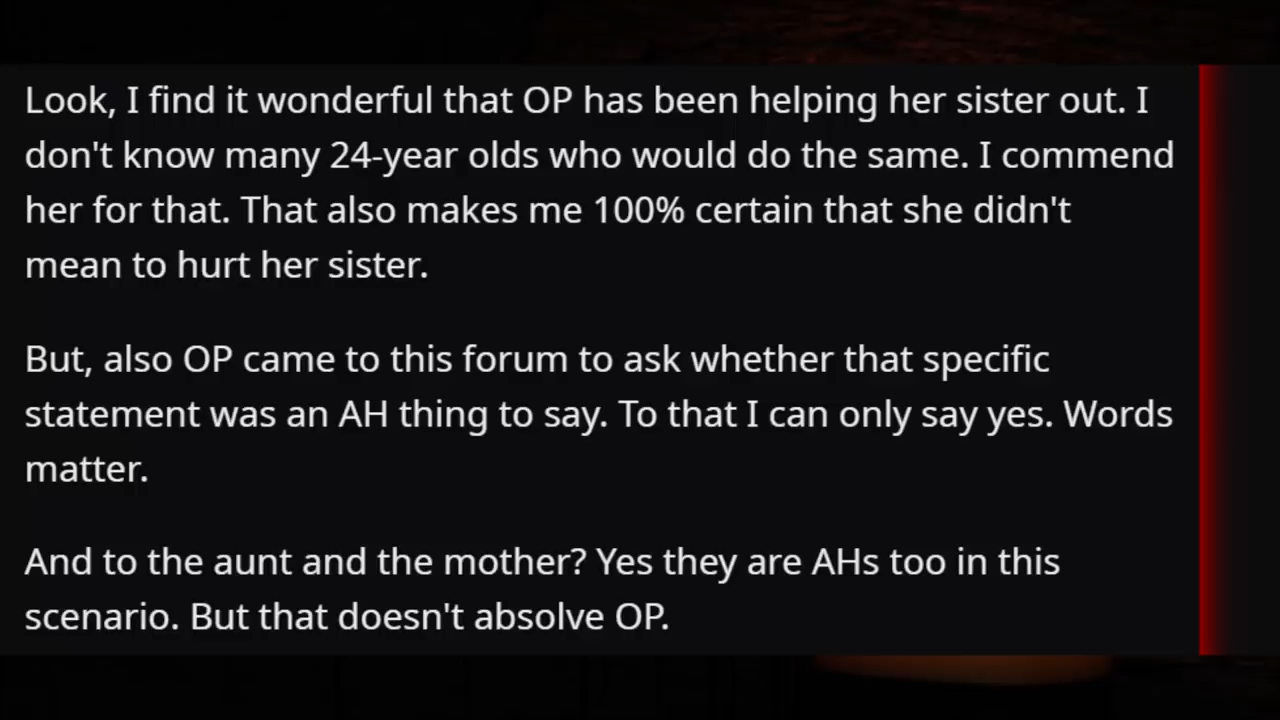 Look, I find it wonderful that OP has been helping her sister out. I
don't know many 24-year olds who would do the same. I commend
her for that. That also makes me 100% certain that she didn't
mean to hurt her sister.
But, also OP came to this forum to ask whether that specific
statement was an AH thing to say. To that I can only say yes. Words
matter.
And to the aunt and the mother? Yes they are AHs too in this
scenario. But that doesn't absolve OP.